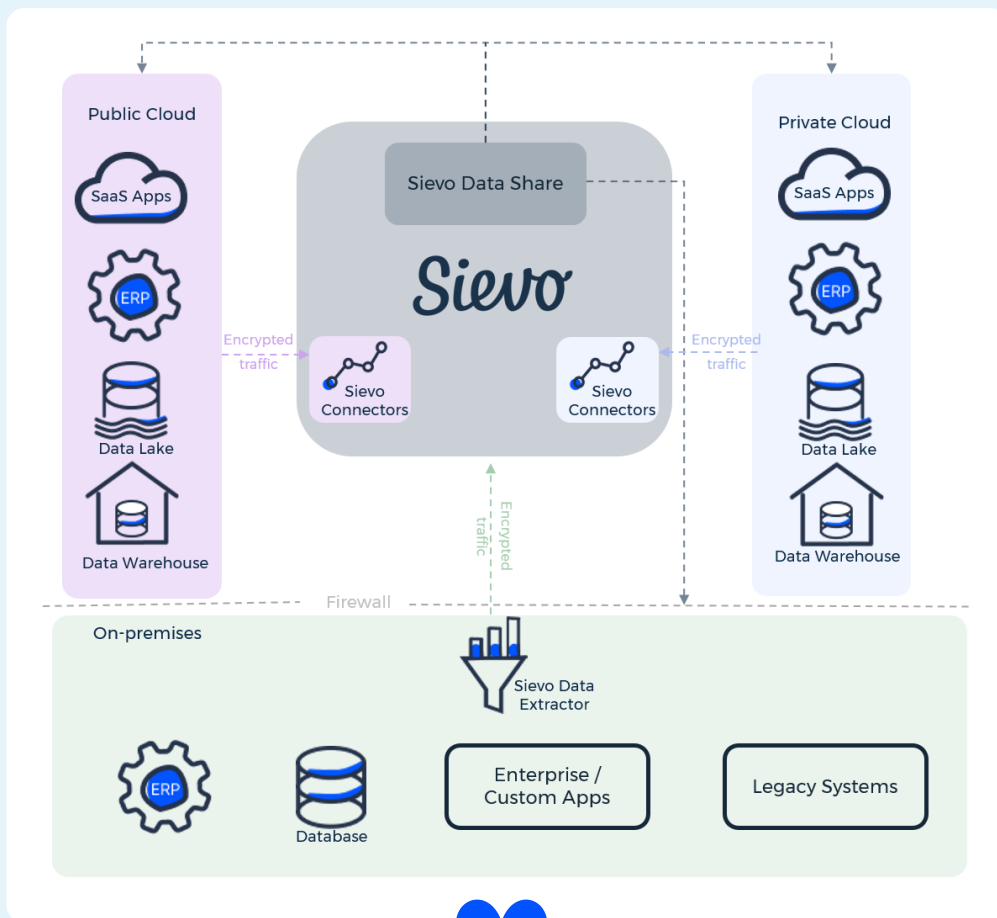 Public Cloud
SaaS Apps
ERP
Data Lake
Data Warehouse
Encrypted
traffic
Sievo Data Share
Sievo
Sievo
Connectors
Sievo
Connectors
Encrypted
traffic
Private Cloud
SaaS Apps
ERP
Data Lake
Data Warehouse
Encrypted
traffic
Firewall
On-premises
Sievo Data
Extractor
ERP
Database
Enterprise /
Custom Apps
Legacy Systems